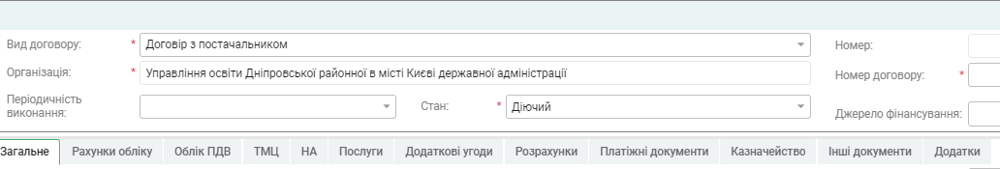 Вид договору: * Договір з постачальником Номер:
Організація: * Управління освіти Дніпровської районної в місті Києві державної адміністрації Номер договору: *
Періодичність виконання: Стан: * Діючий Джерело фінансування:
Загальне Рахунки обліку Облік ПДВ ТМЦ НА Послуги Додаткові угоди Розрахунки Платіжні документи Казначейство Інші документи Додатки